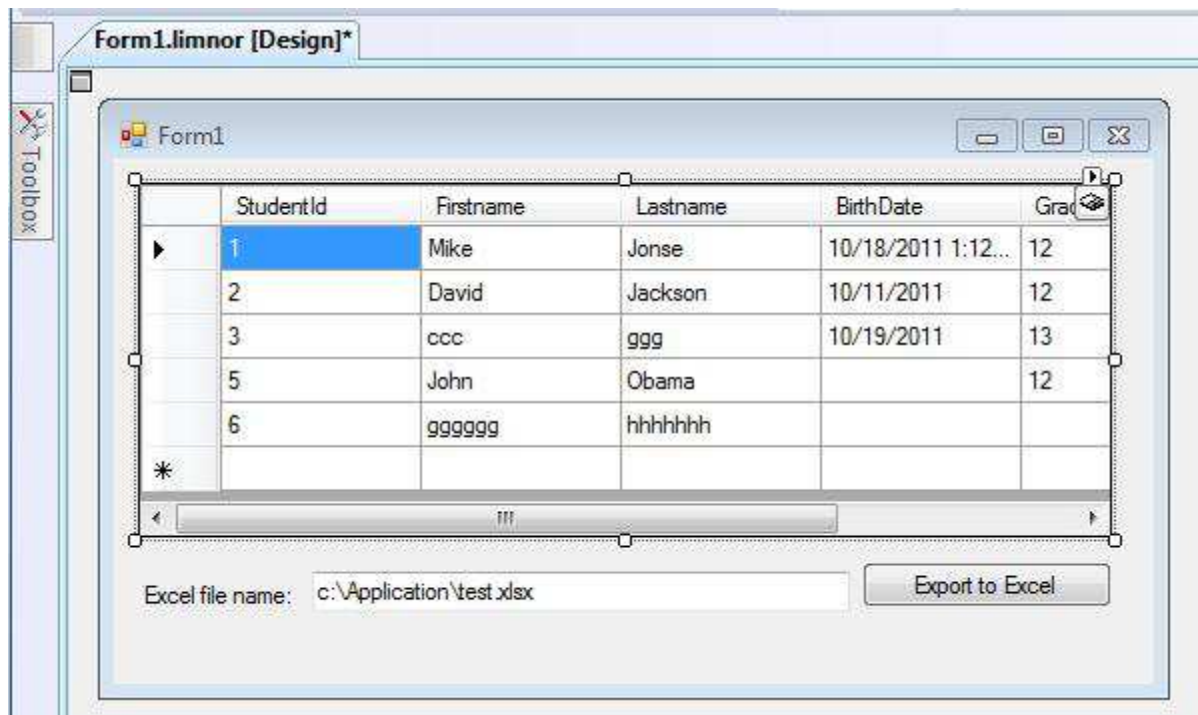 Form1.limnor [Design]*
Toolbox
Form1
StudentId Firstname Lastname BirthDate Grad
1 Mike Jonse 10/18/2011 1:12... 12
2 David Jackson 10/11/2011 12
3 ccc ggg 10/19/2011 13
5 John Obama 12
6 gggggg hhhhhhh
Excel file name: c:\Application\test.xlsx Export to Excel